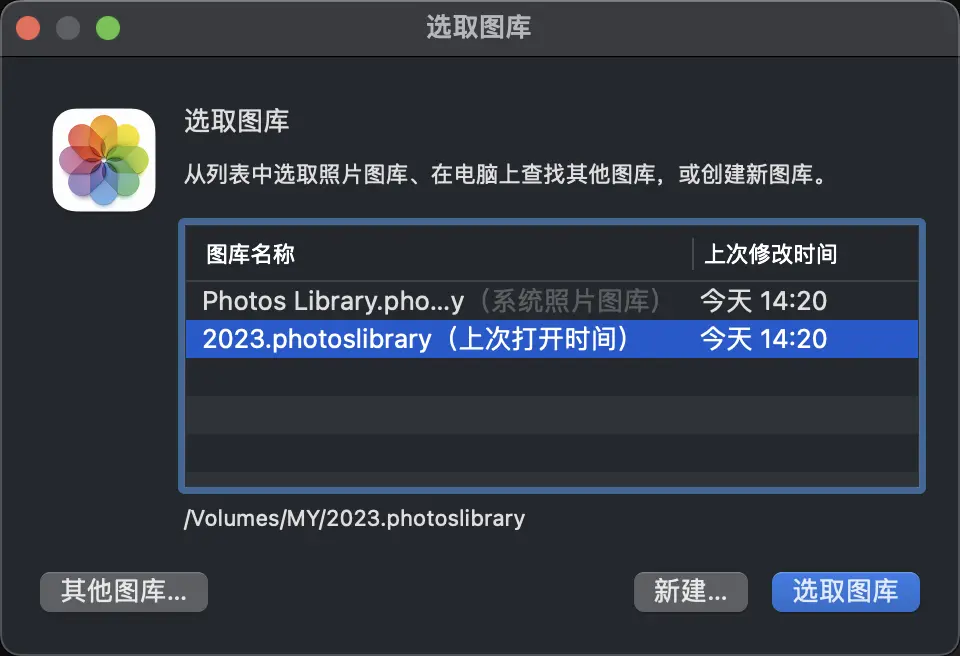 选取图库
选取图库
从列表中选取照片图库、在电脑上查找其他图库，或创建新图库。
图库名称 上次修改时间
Photos Library.pho...y（系统照片图库） 今天 14:20
2023.photoslibrary（上次打开时间） 今天 14:20
/Volumes/MY/2023.photoslibrary
其他图库... 新建... 选取图库